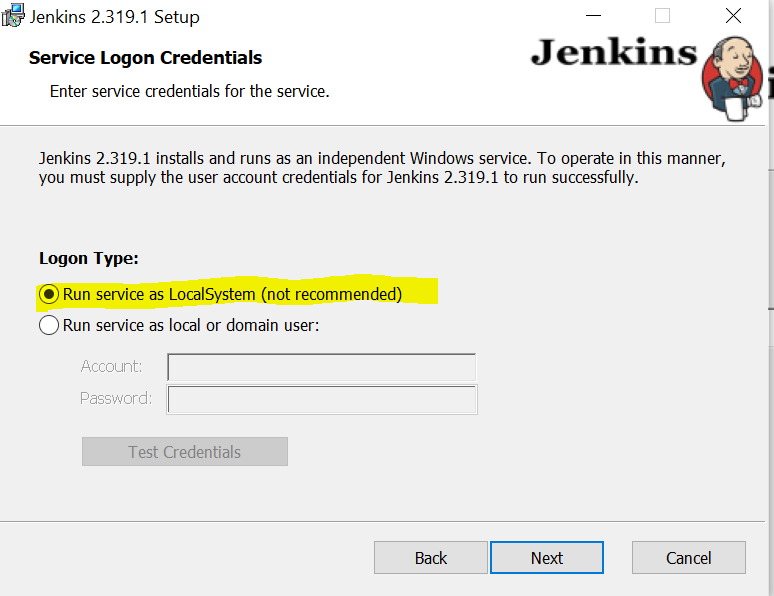 Jenkins 2.319.1 Setup
Service Logon Credentials
Jenkins
Enter service credentials for the service.
Jenkins 2.319.1 installs and runs as an independent Windows service. To operate in this manner,
you must supply the user account credentials for Jenkins 2.319.1 to run successfully.
Logon Type:
Run service as LocalSystem (not recommended)
Run service as local or domain user:
Account:
Password:
Test Credentials
Back Next Cancel